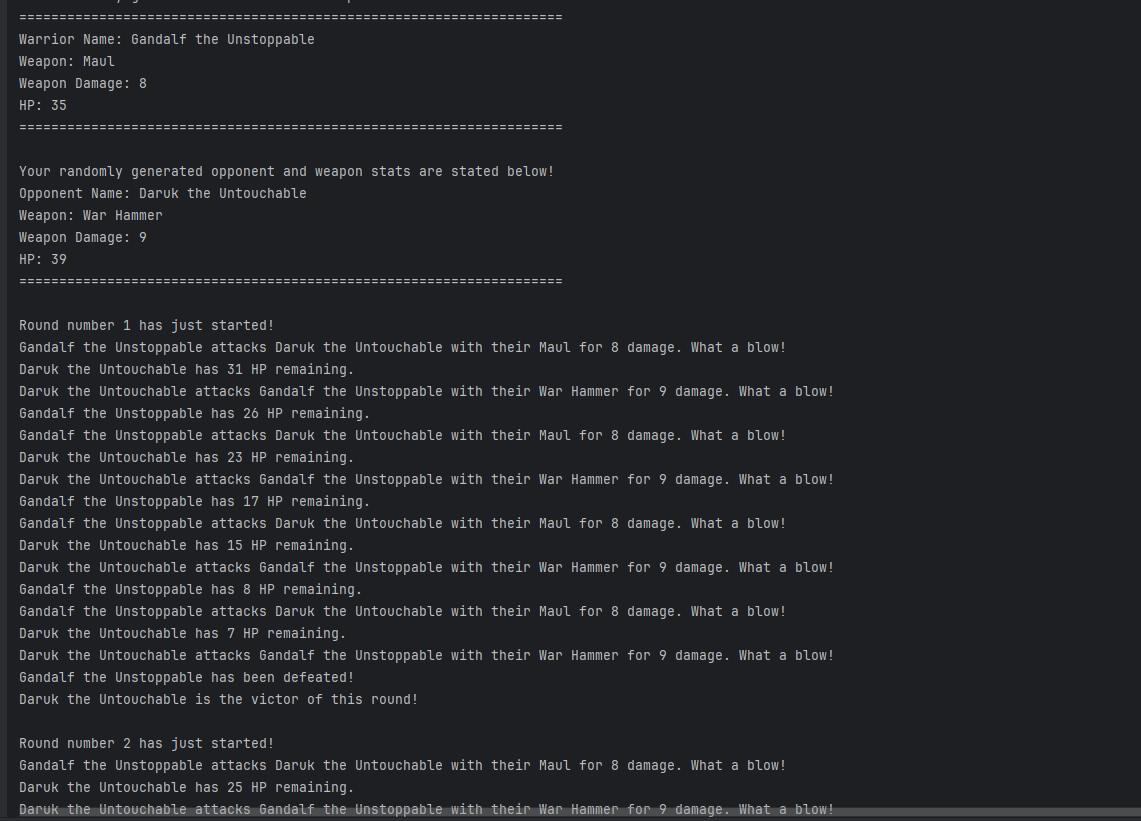 ==================================================================== 
Warrior Name: Gandalf the Unstoppable
Weapon: Maul
Weapon Damage: 8
HP: 35
====================================================================
Your randomly generated opponent and weapon stats are stated below!
Opponent Name: Daruk the Untouchable
Weapon: War Hammer
Weapon Damage: 9
HP: 39
====================================================================
Round number 1 has just started!
Gandalf the Unstoppable attacks Daruk the Untouchable with their Maul for 8 damage. What a blow!
Daruk the Untouchable has 31 HP remaining.
Daruk the Untouchable attacks Gandalf the Unstoppable with their War Hammer for 9 damage. What a blow!
Gandalf the Unstoppable has 26 HP remaining.
Gandalf the Unstoppable attacks Daruk the Untouchable with their Maul for 8 damage. What a blow!
Daruk the Untouchable has 23 HP remaining.
Daruk the Untouchable attacks Gandalf the Unstoppable with their War Hammer for 9 damage. What a blow!
Gandalf the Unstoppable has 17 HP remaining.
Gandalf the Unstoppable attacks Daruk the Untouchable with their Maul for 8 damage. What a blow!
Daruk the Untouchable has 15 HP remaining.
Daruk the Untouchable attacks Gandalf the Unstoppable with their War Hammer for 9 damage. What a blow!
Gandalf the Unstoppable has 8 HP remaining.
Gandalf the Unstoppable attacks Daruk the Untouchable with their Maul for 8 damage. What a blow!
Daruk the Untouchable has 7 HP remaining.
Daruk the Untouchable attacks Gandalf the Unstoppable with their War Hammer for 9 damage. What a blow!
Gandalf the Unstoppable has been defeated!
Daruk the Untouchable is the victor of this round!
Round number 2 has just started!
Gandalf the Unstoppable attacks Daruk the Untouchable with their Maul for 8 damage. What a blow!
Daruk the Untouchable has 25 HP remaining.
Daruk the Untouchable attacks Gandalf the Unstoppable with their War Hammer for 9 damage. What a blow!